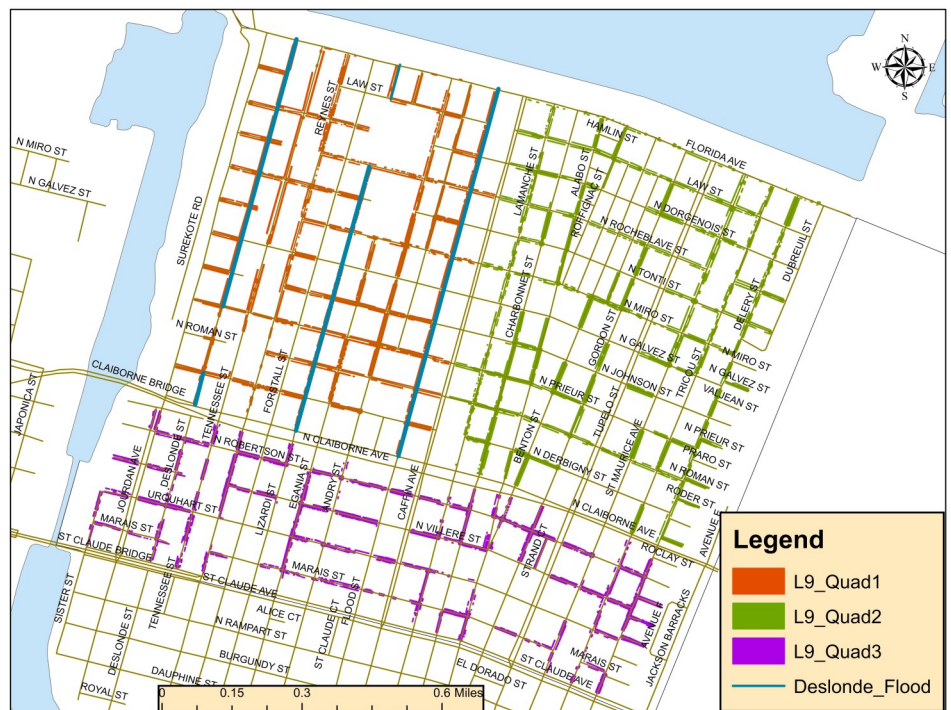 N
W E
S
LAW ST
REYNES ST
HAMLIN ST
FLORIDA AVE
N MIRO ST
N GALVEZ ST
LAMANCHE ST
ALABO ST
ROFFIGNAC ST
LAW ST
N DORGENOIS ST
SUREKOTE RD
N ROCHEBLAVE ST
DUBREUIL ST
N TONTI ST
CHARBONNET ST
N MIRO ST
DELERY ST
N ROMAN ST
GORDON ST
N GALVEZ ST
N MIRO ST
CLAIBORNE BRIDGE
FORSTALL ST
N JOHNSON ST
TRICOU ST
N GALVEZ ST
VALJEAN ST
JAPONICA ST
TENNESSEE ST
N PRIEUR ST
TUPELO ST
N PRIEUR ST
DESLONDE ST
N ROBERTSON ST
N CLAIBORNE AVE
BENTON ST
ST MAURICE AVE
PRARO ST
JOURDAN AVE
N DERBIGNY ST
N ROMAN ST
EGANIA ST
LANDRY ST
CAFFIN AVE
RODER ST
URQUHART ST
LIZARDI ST
N CLAIBORNE AVE
MARAIS ST
N VILLERE ST
STRAND CT
AVENUE
ST CLAUDE BRIDGE
ROCLAY ST
MARAIS ST
SISTER ST
TENNESSEE ST
ST CLAUDE AVE
DESLONDE ST
ALICE CT
ST CLAUDE CT
FLOOD ST
N RAMPART ST
AVENUE F
JACKSON BARRACKS
MARAIS ST
BURGUNDY ST
ST CLAUDE AVE
DAUPHINE ST
EL DORADO ST
ROYAL ST
0 0.15 0.3 0.6 Miles
Legend
L9_Quad1
L9_Quad2
L9_Quad3
Deslonde_Flood